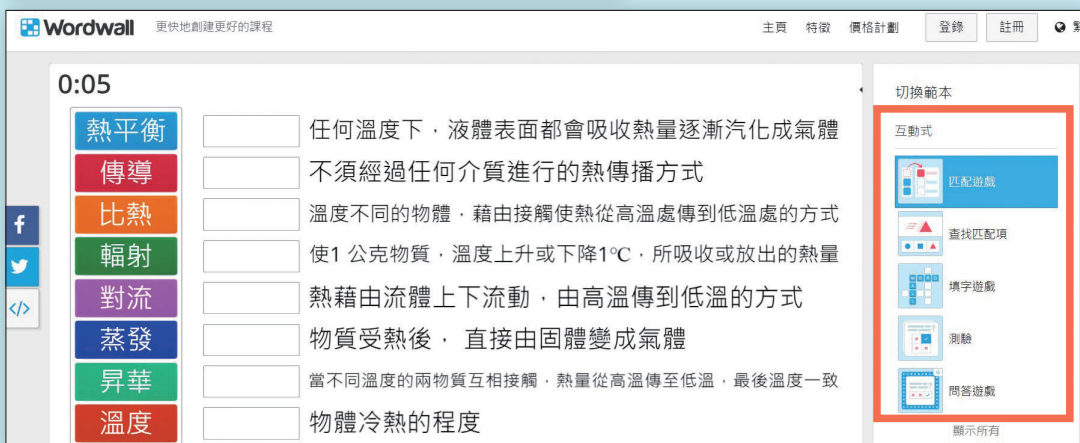 Wordwall 更快地創建更好的課程 主頁 特徵 價格計劃 登錄 註冊
0:05
切換範本
互動式
熱平衡 任何溫度下，液體表面都會吸收熱量逐漸汽化成氣體
傳導 不須經過任何介質進行的熱傳播方式
比熱 溫度不同的物體，藉由接觸使熱從高溫處傳到低溫處的方式
輻射 使1 公克物質，溫度上升或下降1℃，所吸收或放出的熱量
對流 熱藉由流體上下流動，由高溫傳到低溫的方式
蒸發 物質受熱後， 直接由固體變成氣體
昇華 當不同溫度的兩物質互相接觸，熱量從高溫傳至低溫，最後溫度一致
溫度 物體冷熱的程度
匹配遊戲
查找匹配項
填字遊戲
測驗
問答遊戲
顯示所有